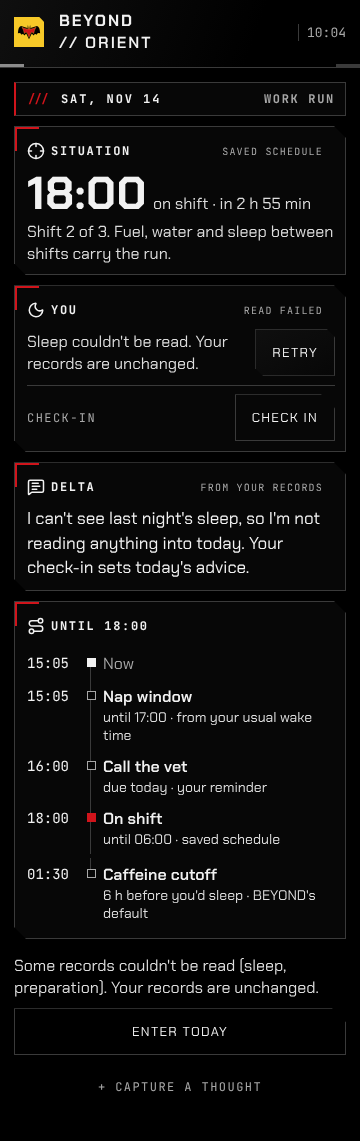 BEYOND
// ORIENT
10:04
/// SAT, NOV 14
WORK RUN
SITUATION
SAVED SCHEDULE
18:00 on shift · in 2 h 55 min
Shift 2 of 3. Fuel, water and sleep between
shifts carry the run.
YOU
READ FAILED
Sleep couldn't be read. Your
records are unchanged.
RETRY
CHECK-IN
CHECK IN
DELTA
FROM YOUR RECORDS
I can't see last night's sleep, so I'm not
reading anything into today. Your
check-in sets today's advice.
UNTIL 18:00
15:05 Now
15:05 Nap window
until 17:00 · from your usual wake
time
16:00 Call the vet
due today · your reminder
18:00 On shift
until 06:00 · saved schedule
01:30 Caffeine cutoff
6 h before you'd sleep · BEYOND's
default
Some records couldn't be read (sleep,
preparation). Your records are unchanged.
ENTER TODAY
+ CAPTURE A THOUGHT